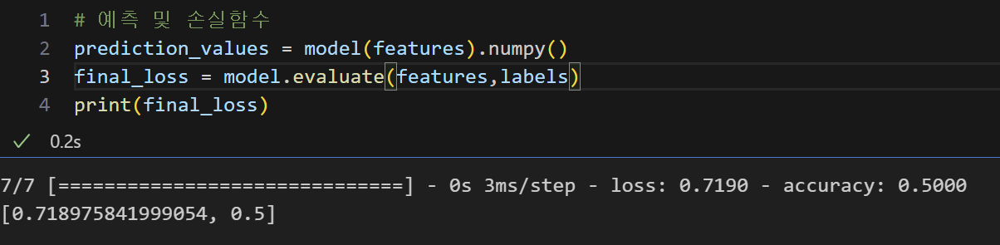 1 # 예측 및 손실함수
2 prediction_values = model(features).numpy()
3 final_loss = model.evaluate(features,labels)
4 print(final_loss)
✓ 0.2s
7/7 [==============================] - 0s 3ms/step - loss: 0.7190 - accuracy: 0.5000
[0.718975841999054, 0.5]